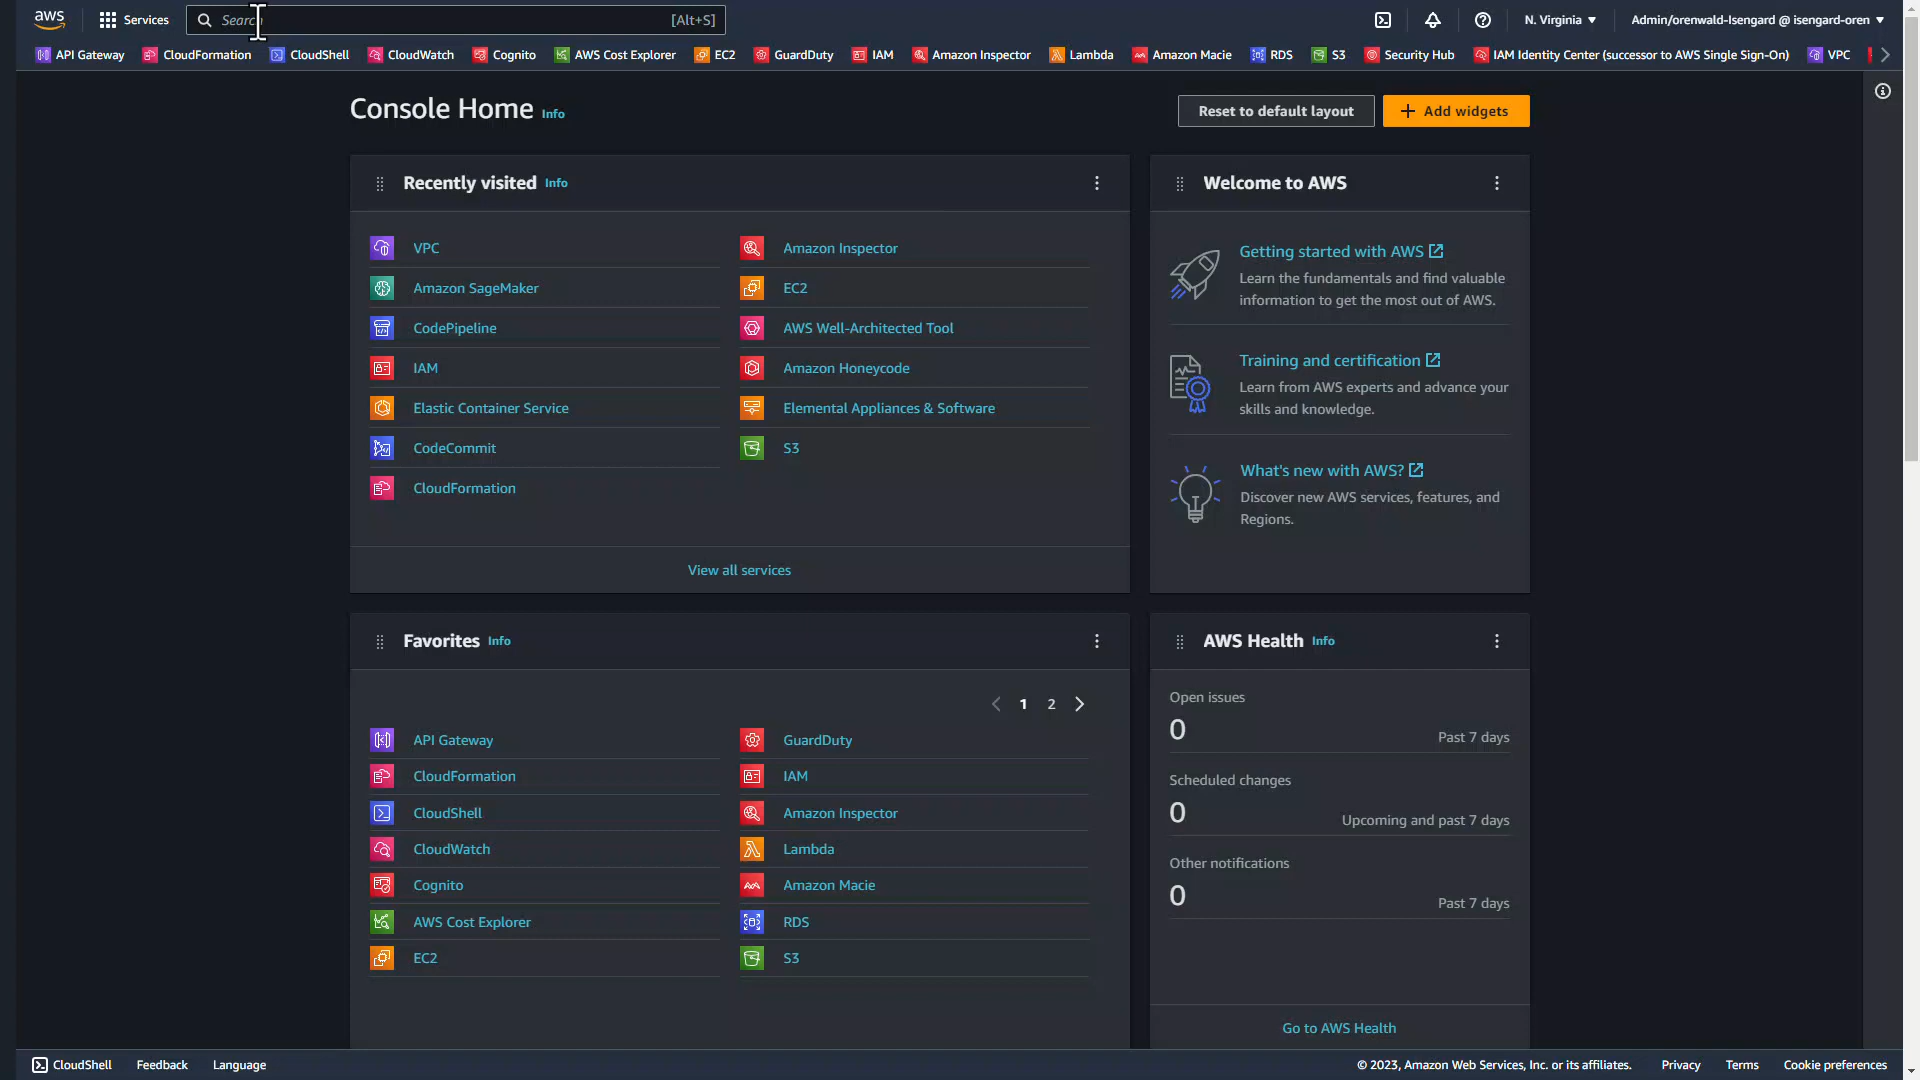 aws
Services
Search
[Alt+S]
N. Virginia
Admin/orenwald-Isengard @ isengard-oren
API Gateway
CloudFormation
CloudShell
CloudWatch
Cognito
AWS Cost Explorer
EC2
GuardDuty
IAM
Amazon Inspector
Lambda
Amazon Macie
RDS
S3
Security Hub
IAM Identity Center (successor to AWS Single Sign-On)
VPC
Console Home Info
Reset to default layout
Add widgets
Recently visited Info
VPC
Amazon SageMaker
CodePipeline
IAM
Elastic Container Service
CodeCommit
CloudFormation
Amazon Inspector
EC2
AWS Well-Architected Tool
Amazon Honeycode
Elemental Appliances & Software
S3
View all services
Welcome to AWS
Getting started with AWS
Learn the fundamentals and find valuable
information to get the most out of AWS.
Training and certification
Learn from AWS experts and advance your
skills and knowledge.
What's new with AWS?
Discover new AWS services, features, and
Regions.
Favorites Info
1
2
API Gateway
CloudFormation
CloudShell
CloudWatch
Cognito
AWS Cost Explorer
EC2
GuardDuty
IAM
Amazon Inspector
Lambda
Amazon Macie
RDS
S3
AWS Health Info
Open issues
0
Past 7 days
Scheduled changes
0
Upcoming and past 7 days
Other notifications
0
Past 7 days
Go to AWS Health
CloudShell
Feedback
Language
© 2023, Amazon Web Services, Inc. or its affiliates.
Privacy
Terms
Cookie preferences